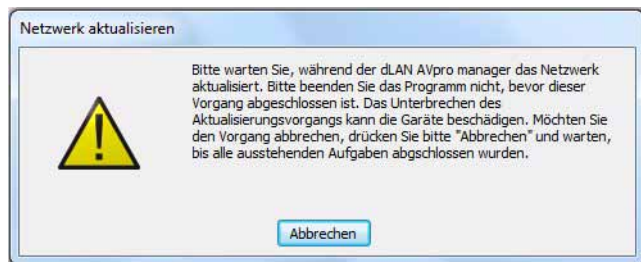 Netzwerk aktualisieren
Bitte warten Sie, während der dLAN AVpro manager das Netzwerk
aktualisiert. Bitte beenden Sie das Programm nicht, bevor dieser
Vorgang abgeschlossen ist. Das Unterbrechen des
Aktualisierungsvorgangs kann die Garäte beschädigen. Möchten Sie
den Vorgang abbrechen, drücken Sie bitte "Abbrechen" und warten,
bis alle ausstehenden Aufgaben abgschlossen wurden.
Abbrechen